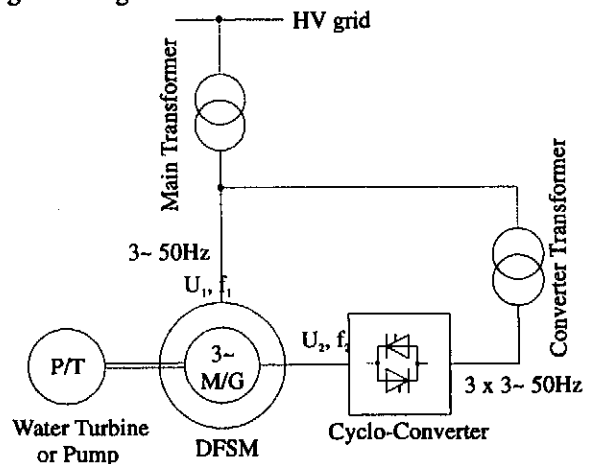 HV grid
Main Transformer
Converter Transformer
3~ 50Hz
U₁, f₁
U₂, f₂
P/T
3~
M/G
3 x 3~ 50Hz
Water Turbine
or Pump
DFSM
Cyclo-Converter